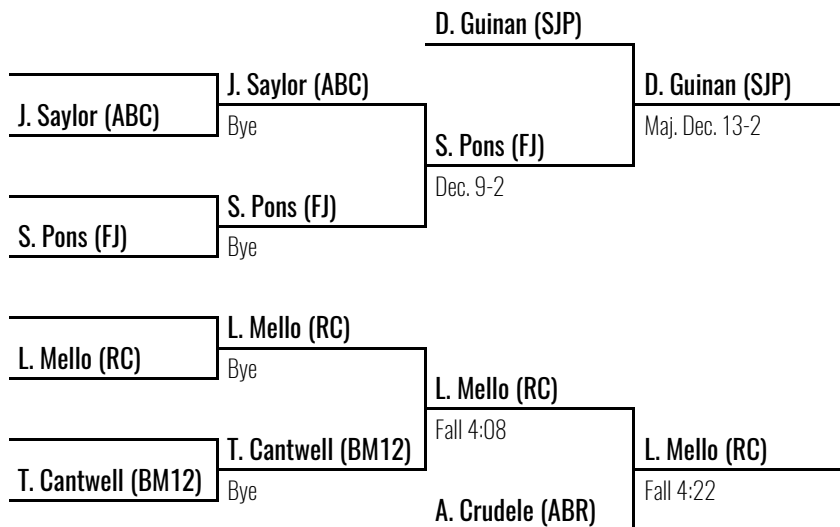 D. Guinan (SJP)
J. Saylor (ABC)
D. Guinan (SJP)
J. Saylor (ABC)
Bye
Maj. Dec. 13-2
S. Pons (FJ)
Dec. 9-2
S. Pons (FJ)
S. Pons (FJ)
Bye
L. Mello (RC)
L. Mello (RC)
Bye
L. Mello (RC)
Fall 4:08
T. Cantwell (BM12)
L. Mello (RC)
T. Cantwell (BM12)
Bye
Fall 4:22
A. Crudele (ABR)